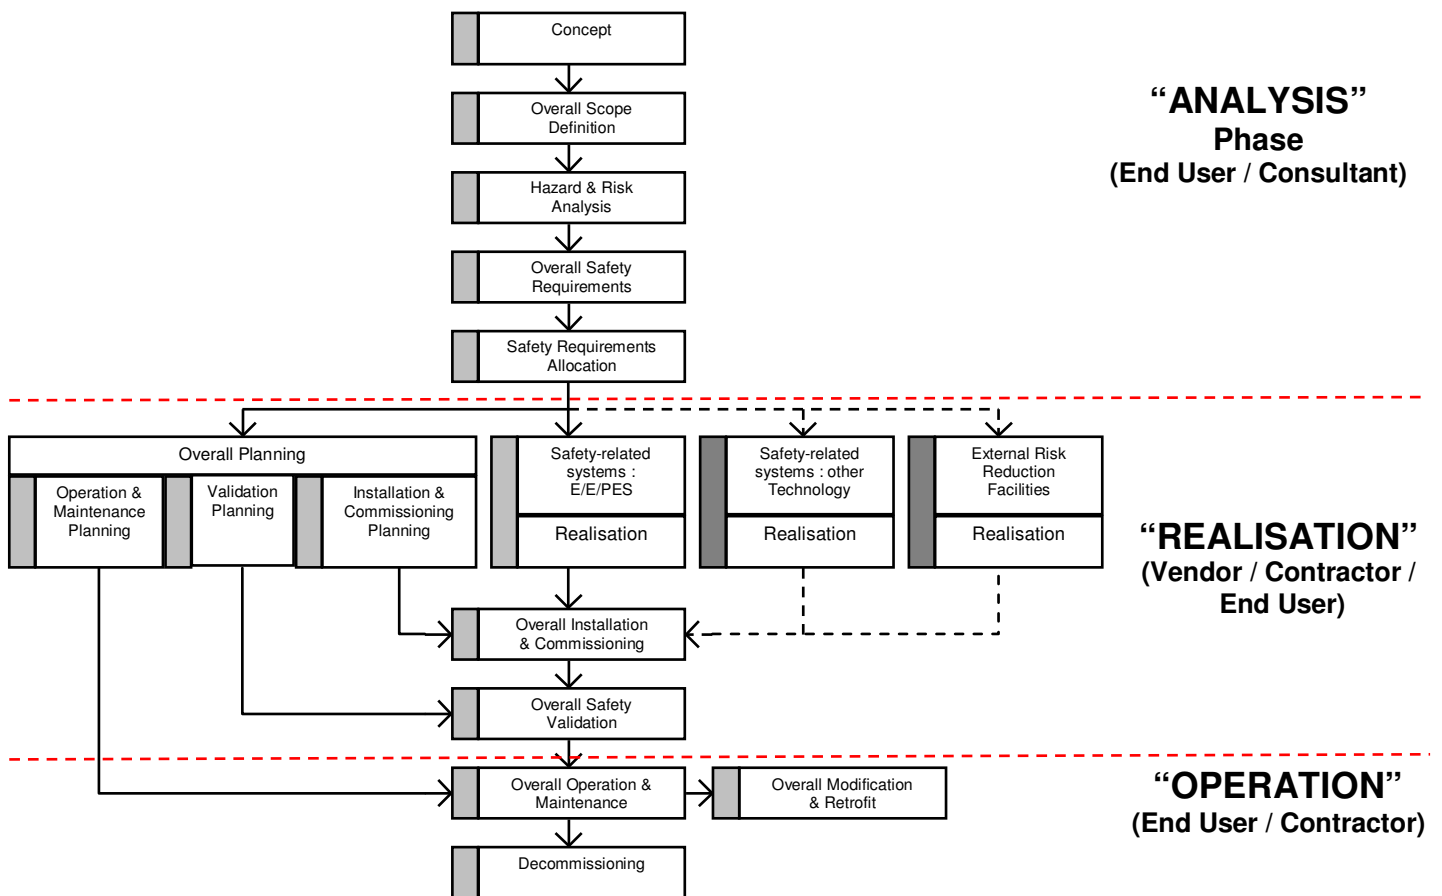 Concept
“ANALYSIS”
Phase
(End User / Consultant)
Overall Scope
Definition
Hazard & Risk
Analysis
Overall Safety
Requirements
Safety Requirements
Allocation
Overall Planning
Operation &
Maintenance
Planning
Validation
Planning
Installation &
Commissioning
Planning
Safety-related
systems :
E/E/PES
Realisation
Safety-related
systems : other
Technology
Realisation
External Risk
Reduction
Facilities
Realisation
“REALISATION”
(Vendor / Contractor /
End User)
Overall Installation
& Commissioning
Overall Safety
Validation
Overall Operation &
Maintenance
Overall Modification
& Retrofit
“OPERATION”
(End User / Contractor)
Decommissioning